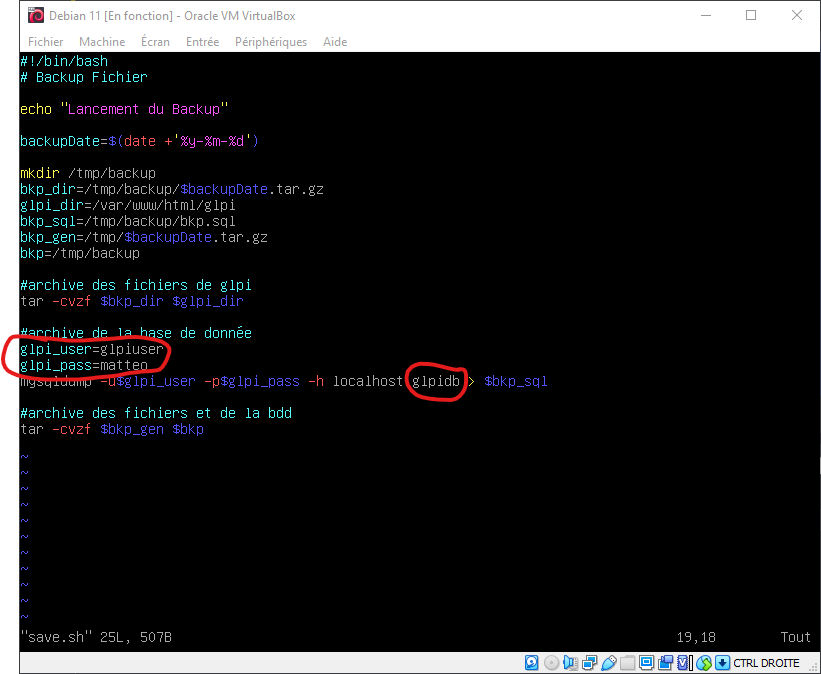 Debian 11 [En fonction] - Oracle VM VirtualBox
Fichier Machine Écran Entrée Périphériques Aide
#!/bin/bash
# Backup Fichier
echo "Lancement du Backup"
backupDate=$(date +'%y-%m-%d')
mkdir /tmp/backup
bkp_dir=/tmp/backup/$backupDate.tar.gz
glpi_dir=/var/www/html/glpi
bkp_sql=/tmp/backup/bkp.sql
bkp_gen=/tmp/$backupDate.tar.gz
bkp=/tmp/backup
#archive des fichiers de glpi
tar -cvzf $bkp_dir $glpi_dir
#archive de la base de donnée
glpi_user=glpiuser
glpi_pass=matteo
mysqldump -u$glpi_user -p$glpi_pass -h localhost glpidb > $bkp_sql
#archive des fichiers et de la bdd
tar -cvzf $bkp_gen $bkp
~
~
~
~
~
~
~
~
~
~
~
"save.sh" 25L, 507B 19,18 Tout
CTRL DROITE